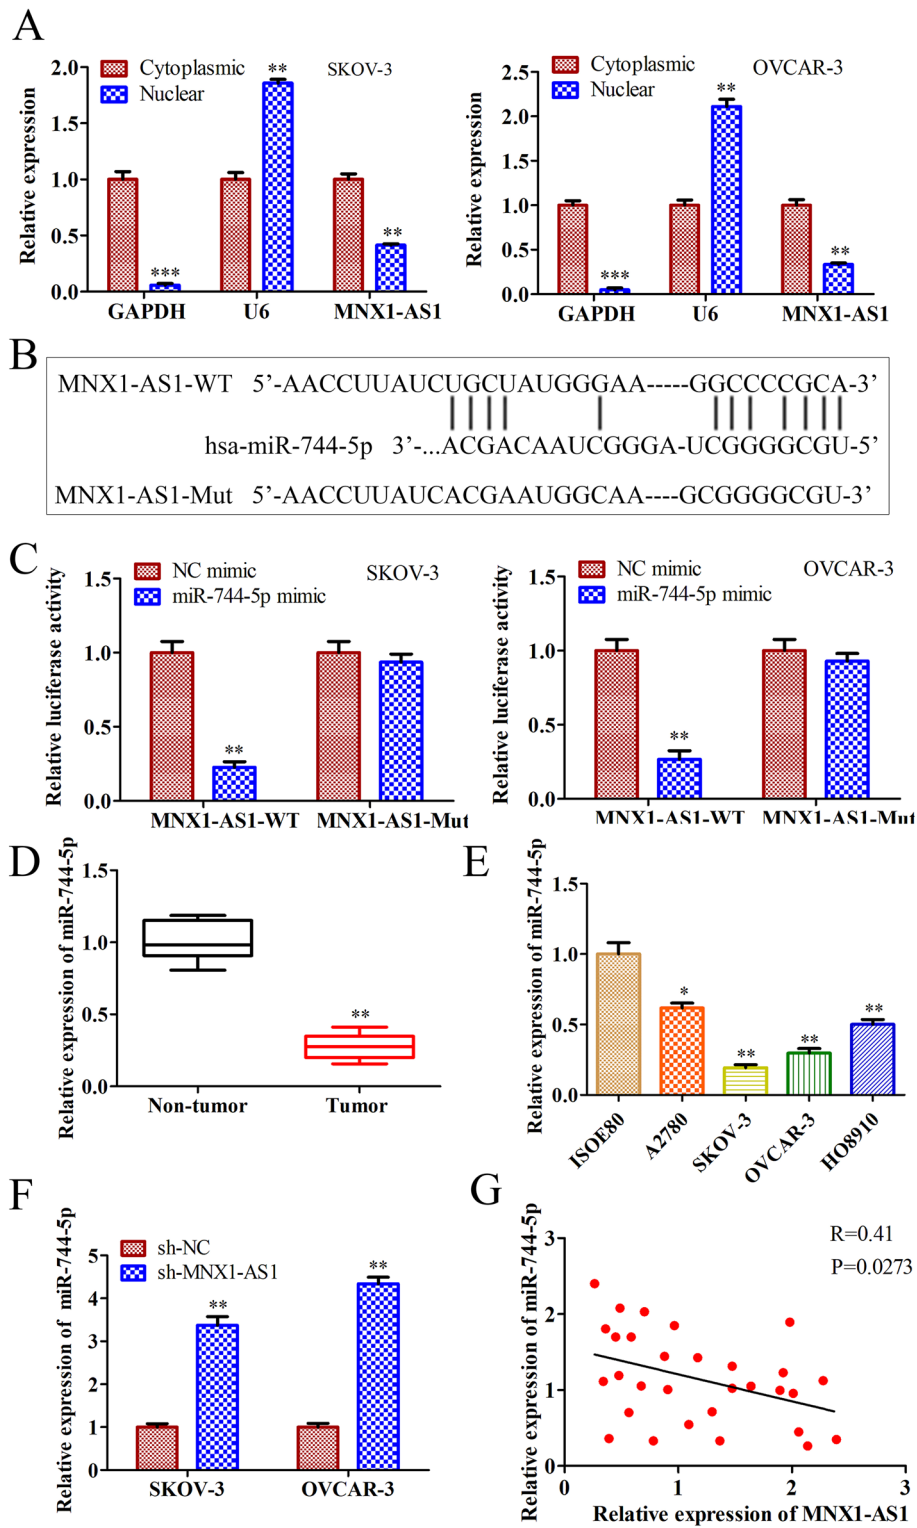 A
Relative expression
2.0
1.5
1.0
0.5
0.0
Cytoplasmic
Nuclear
SKOV-3
***
**
**
GAPDH U6 MNX1-AS1
Relative expression
2.5
2.0
1.5
1.0
0.5
0.0
Cytoplasmic
Nuclear
OVCAR-3
***
**
**
GAPDH U6 MNX1-AS1
B
MNX1-AS1-WT 5’-AACCUUAUCUGCUAUGGGAA-----GGCCCCGCA-3’
hsa-miR-744-5p 3’-...ACGACAAUCGGGA-UCGGGGCGU-5’
MNX1-AS1-Mut 5’-AACCUUAUCACGAAUGGCAA----GCGGGGCGU-3’
C
Relative luciferase activity
1.5
1.0
0.5
0.0
NC mimic
miR-744-5p mimic
SKOV-3
**
MNX1-AS1-WT MNX1-AS1-Mut
Relative luciferase activity
1.5
1.0
0.5
0.0
NC mimic
miR-744-5p mimic
OVCAR-3
**
MNX1-AS1-WT MNX1-AS1-Mut
D
Relative expression of miR-744-5p
1.5
1.0
0.5
0.0
**
Non-tumor Tumor
E
Relative expression of miR-744-5p
1.5
1.0
0.5
0.0
*
**
**
**
ISOE80
A2780
SKOV-3
OVCAR-3
HO8910
F
Relative expression of miR-744-5p
5
4
3
2
1
0
sh-NC
sh-MNX1-AS1
**
**
SKOV-3 OVCAR-3
G
Relative expression of miR-744-5p
3
2
1
0
R=0.41
P=0.0273
0 1 2 3
Relative expression of MNX1-AS1